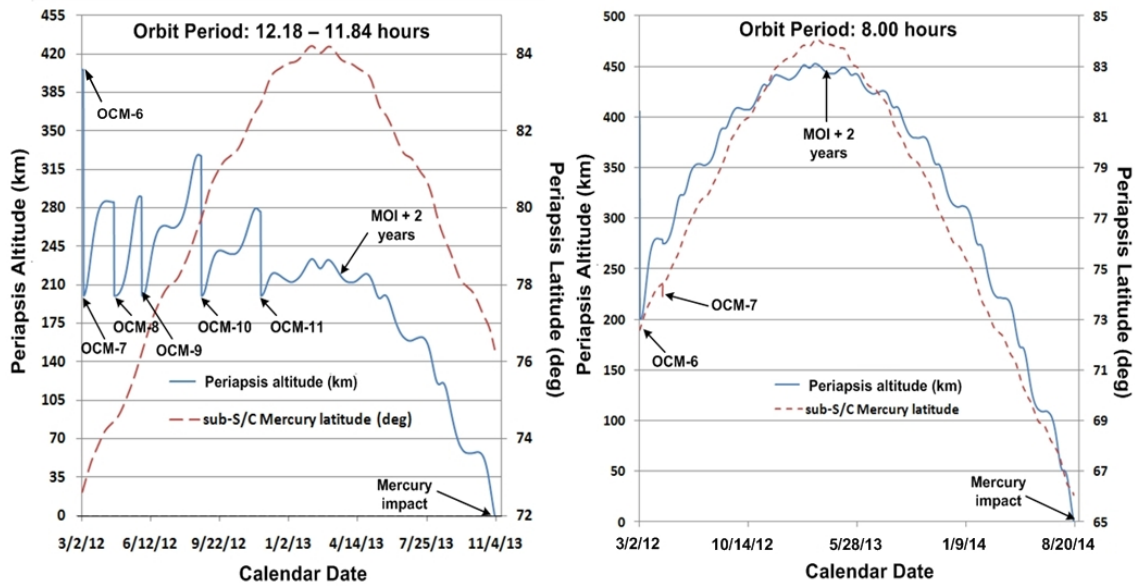 Orbit Period: 12.18 – 11.84 hours
455
420
385
350
315
280
245
210
175
140
105
70
35
0
Periapsis Altitude (km)
84
82
80
78
76
74
72
Periapsis Latitude (deg)
OCM-6
OCM-7
OCM-8
OCM-9
OCM-10
OCM-11
MOI + 2
years
Periapsis altitude (km)
sub-S/C Mercury latitude (deg)
Mercury
impact
3/2/12 6/12/12 9/22/12 1/2/13 4/14/13 7/25/13 11/4/13
Calendar Date
Orbit Period: 8.00 hours
500
450
400
350
300
250
200
150
100
50
0
Periapsis Altitude (km)
85
83
81
79
77
75
73
71
69
67
65
Periapsis Latitude (deg)
MOI + 2
years
OCM-7
OCM-6
Periapsis altitude (km)
sub-S/C Mercury latitude
Mercury
impact
3/2/12 10/14/12 5/28/13 1/9/14 8/20/14
Calendar Date